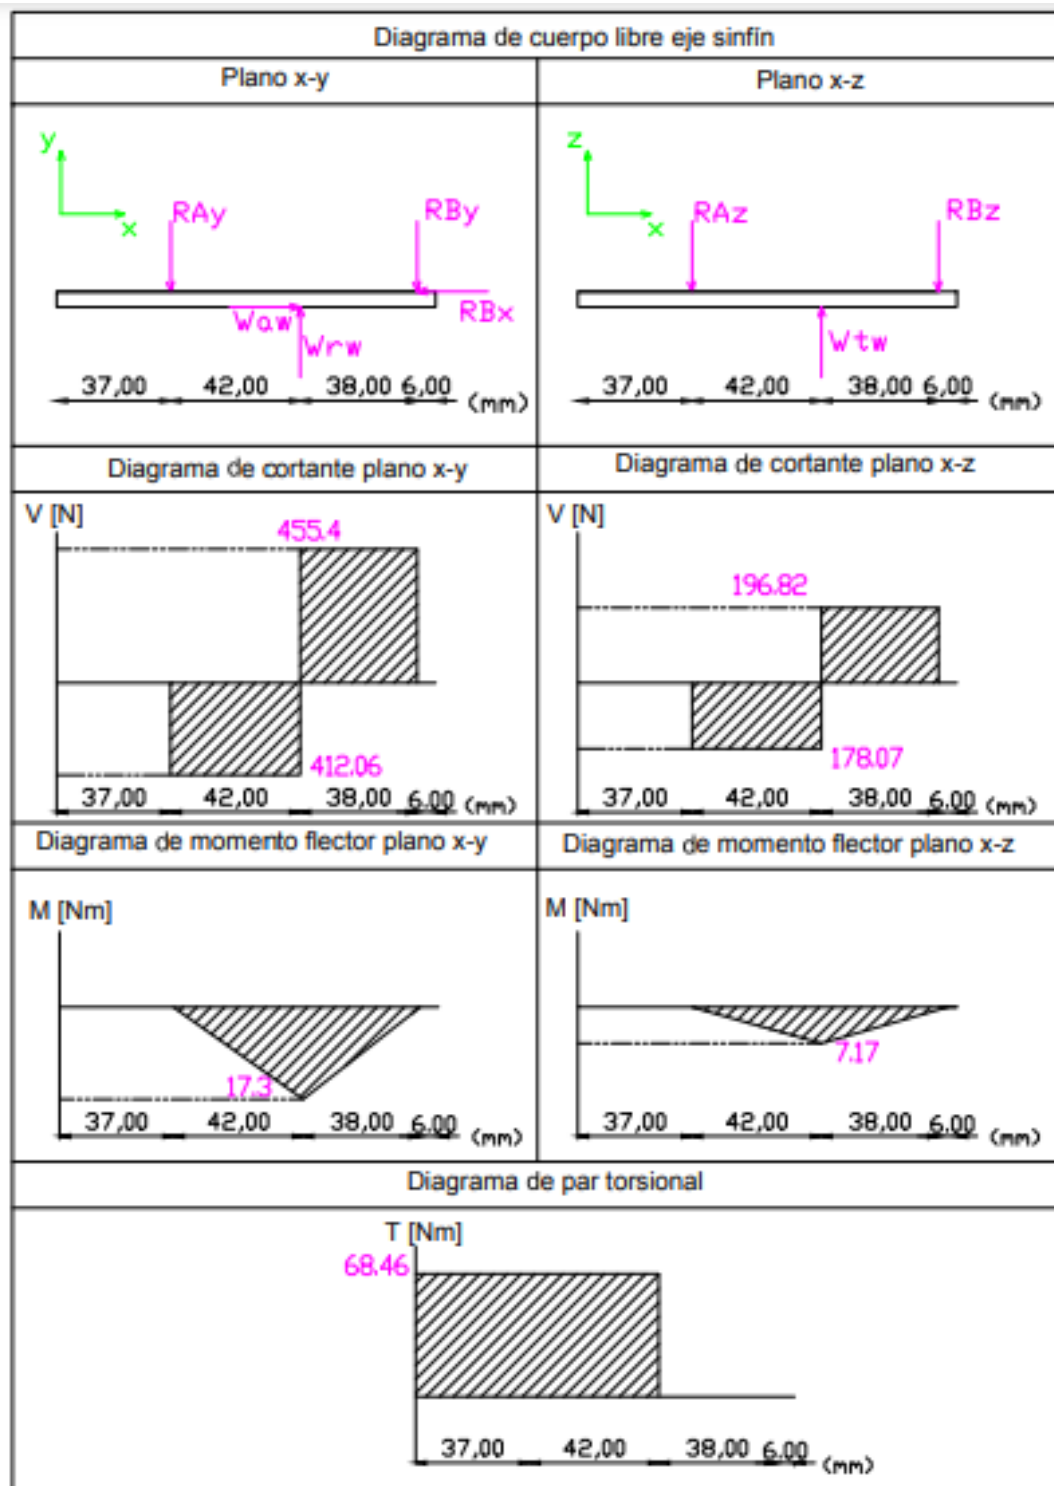 Diagrama de cuerpo libre eje sinfín
Plano x-y
Plano x-z
y
x
RAy
RBy
RBx
Waw
Wrw
37,00 42,00 38,00 6,00 (mm)
z
x
RAz
RBz
Wtw
37,00 42,00 38,00 6,00 (mm)
Diagrama de cortante plano x-y
Diagrama de cortante plano x-z
V [N]
455.4
412.06
37,00 42,00 38,00 6.00 (mm)
V [N]
196.82
178.07
37,00 42,00 38,00 6.00 (mm)
Diagrama de momento flector plano x-y
Diagrama de momento flector plano x-z
M [Nm]
17.3
37,00 42,00 38,00 6.00 (mm)
M [Nm]
7.17
37,00 42,00 38,00 6.00 (mm)
Diagrama de par torsional
T [Nm]
68.46
37,00 42,00 38,00 6.00 (mm)